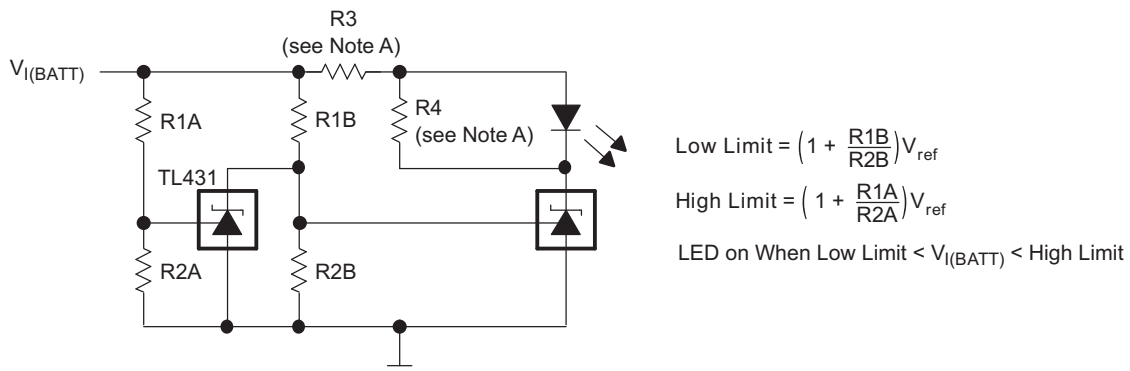 R3
(see Note A)
V_I(BATT)
R1A
R1B
R4
(see Note A)
TL431
R2A
R2B
Low Limit = ( 1 + R1B/R2B ) V_ref
High Limit = ( 1 + R1A/R2A ) V_ref
LED on When Low Limit < V_I(BATT) < High Limit